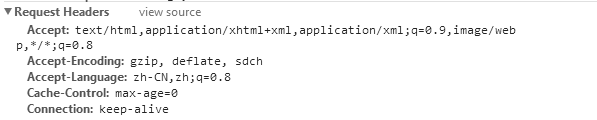 ▼Request Headers view source
Accept: text/html,application/xhtml+xml,application/xml;q=0.9,image/web
p,*/*;q=0.8
Accept-Encoding: gzip, deflate, sdch
Accept-Language: zh-CN,zh;q=0.8
Cache-Control: max-age=0
Connection: keep-alive